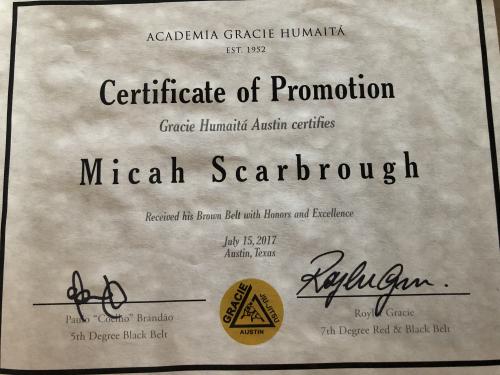 ACADEMIA GRACIE HUMAITÁ
EST. 1952
Certificate of Promotion
Gracie Humaitá Austin certifies
Micah Scarbrough
Received his Brown Belt with Honors and Excellence
July 15, 2017
Austin, Texas
Paulo "Coelho" Brandao
5th Degree Black Belt
GRACIE
JIU-JITSU
AUSTIN
Royler Gracie
7th Degree Red & Black Belt